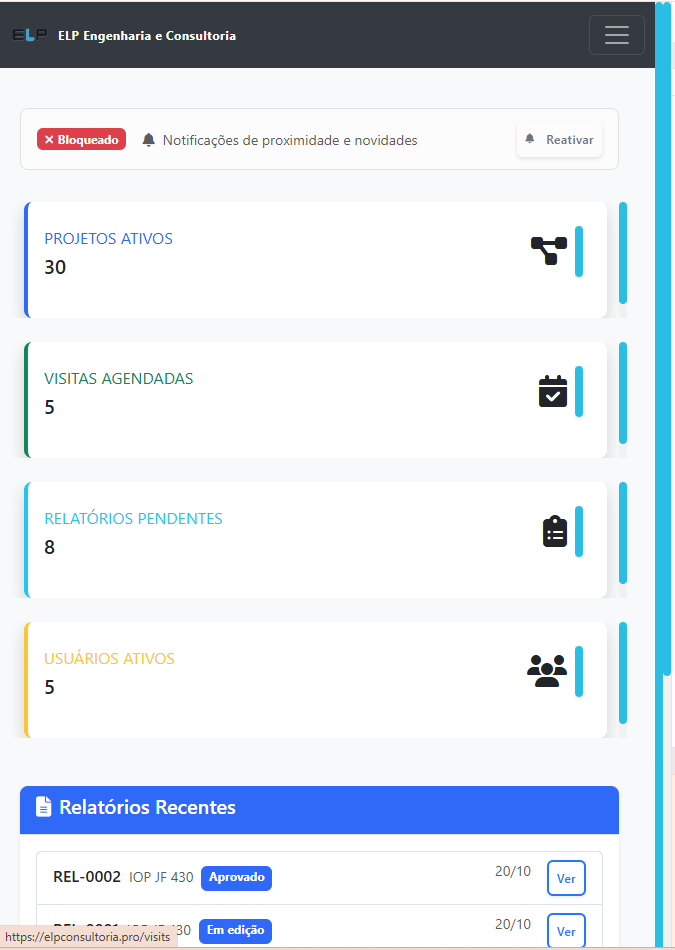 ELP ELP Engenharia e Consultoria
Bloqueado Notificações de proximidade e novidades Reativar
PROJETOS ATIVOS
30
VISITAS AGENDADAS
5
RELATÓRIOS PENDENTES
8
USUÁRIOS ATIVOS
5
Relatórios Recentes
REL-0002 IOP JF 430 Aprovado 20/10 Ver
Em edição 20/10 Ver
https://elpconsultoria.pro/visits